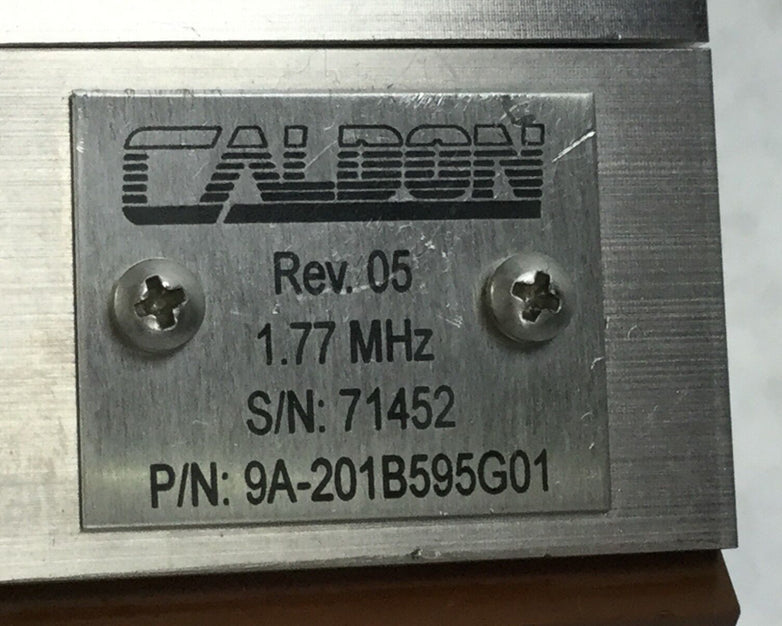 CALDON
Rev. 05
1.77 MHz
S/N: 71452
P/N: 9A-201B595G01